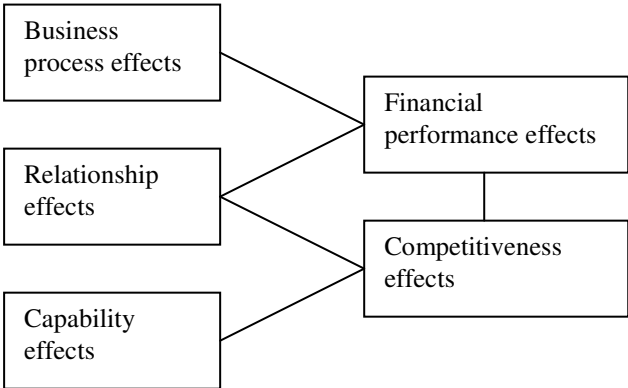 Business
process effects
Financial
performance effects
Relationship
effects
Competitiveness
effects
Capability
effects